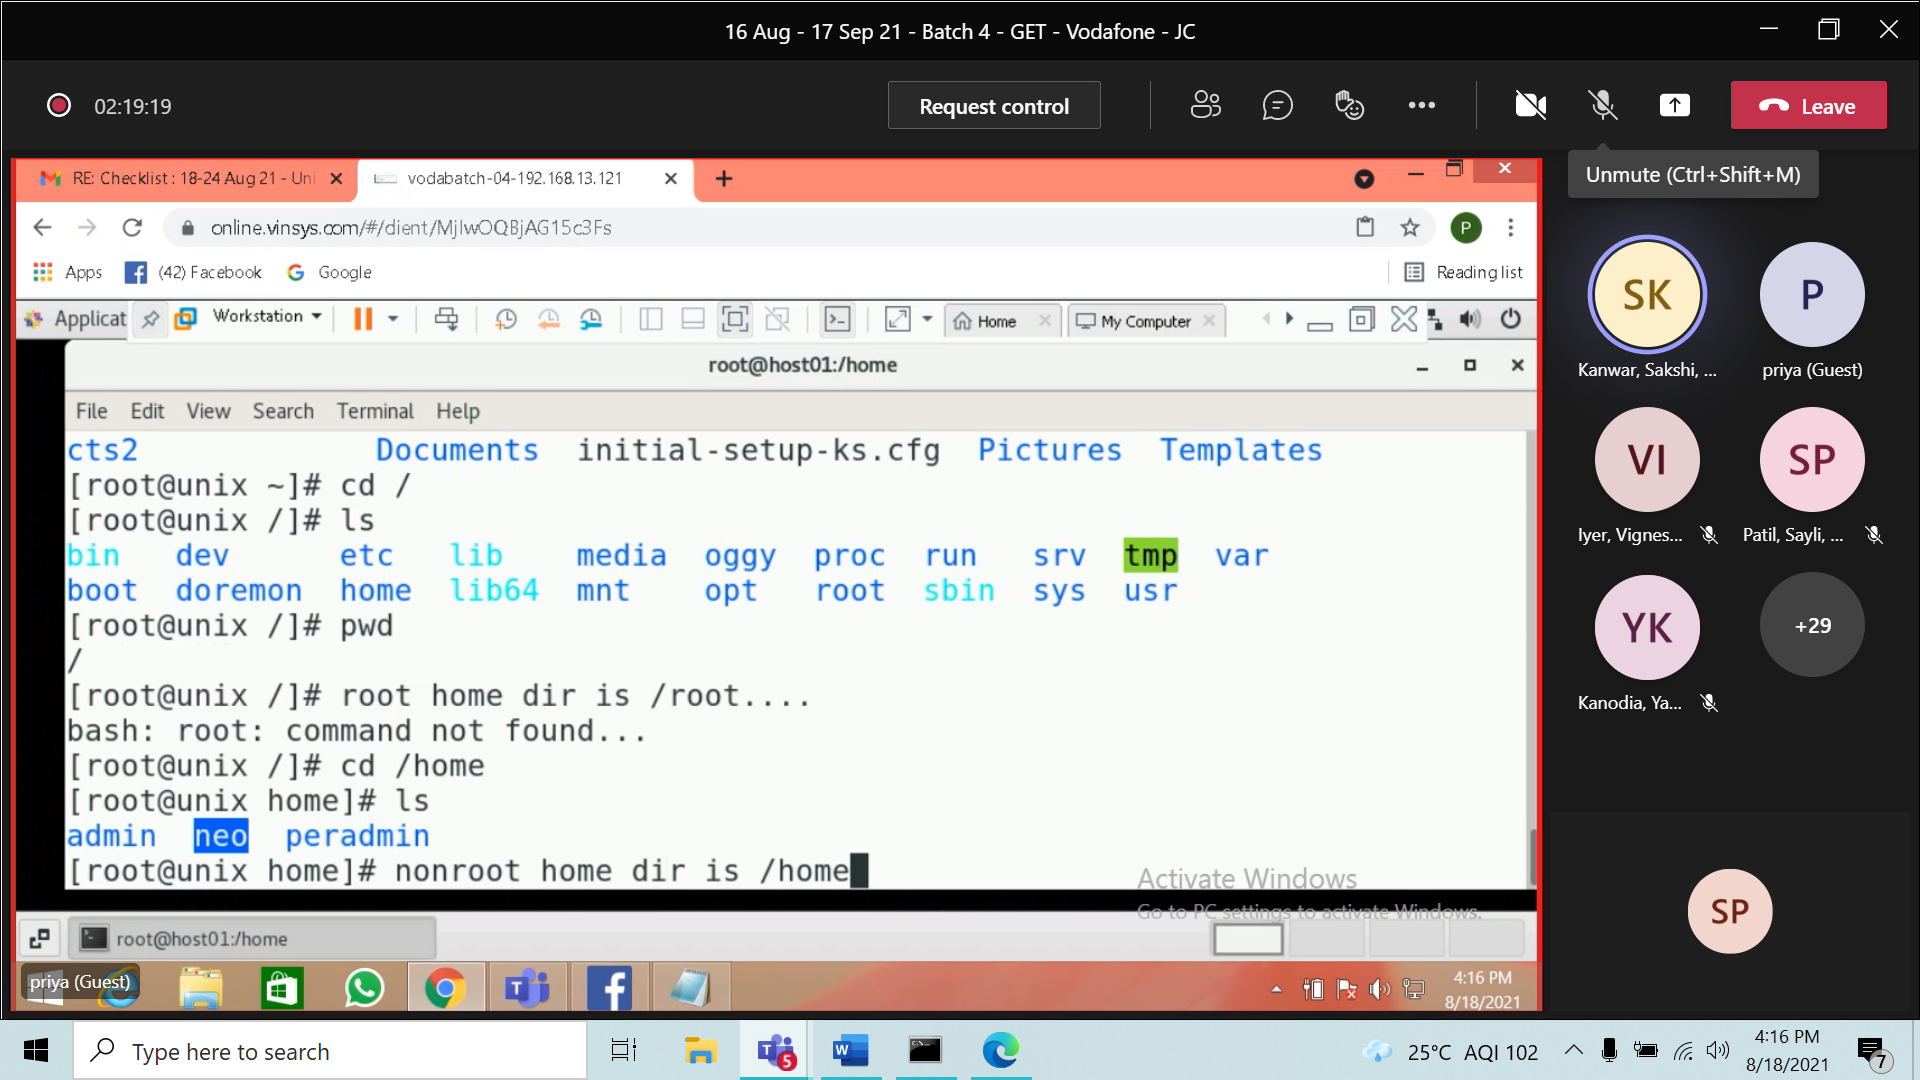 16 Aug - 17 Sep 21 - Batch 4 - GET - Vodafone - JC
02:19:19
Request control
Leave
Unmute (Ctrl+Shift+M)
RE: Checklist : 18-24 Aug 21 - Uni
vodabatch-04-192.168.13.121
online.vinsys.com/#/client/MjIwOQBjAG15c3Fs
P
Apps
(42) Facebook
Google
Reading list
Applicat
Workstation
Home
My Computer
root@host01:/home
File Edit View Search Terminal Help
cts2 Documents initial-setup-ks.cfg Pictures Templates
[root@unix ~]# cd /
[root@unix /]# ls
bin dev etc lib media oggy proc run srv tmp var
boot doremon home lib64 mnt opt root sbin sys usr
[root@unix /]# pwd
/
[root@unix /]# root home dir is /root....
bash: root: command not found...
[root@unix /]# cd /home
[root@unix home]# ls
admin neo peradmin
[root@unix home]# nonroot home dir is /home
Activate Windows
Go to PC settings to activate Windows.
root@host01:/home
priya (Guest)
4:16 PM
8/18/2021
SK
Kanwar, Sakshi, ...
P
priya (Guest)
VI
Iyer, Vignes...
SP
Patil, Sayli, ...
YK
Kanodia, Ya...
+29
SP
Type here to search
5
25°C AQI 102
4:16 PM
8/18/2021
7